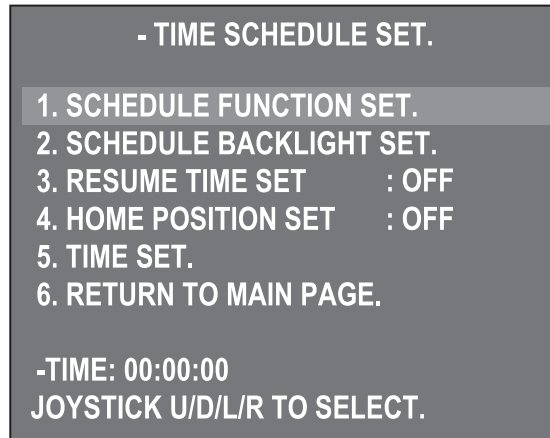 - TIME SCHEDULE SET.
1. SCHEDULE FUNCTION SET.
2. SCHEDULE BACKLIGHT SET.
3. RESUME TIME SET : OFF
4. HOME POSITION SET : OFF
5. TIME SET.
6. RETURN TO MAIN PAGE.
-TIME: 00:00:00
JOYSTICK U/D/L/R TO SELECT.